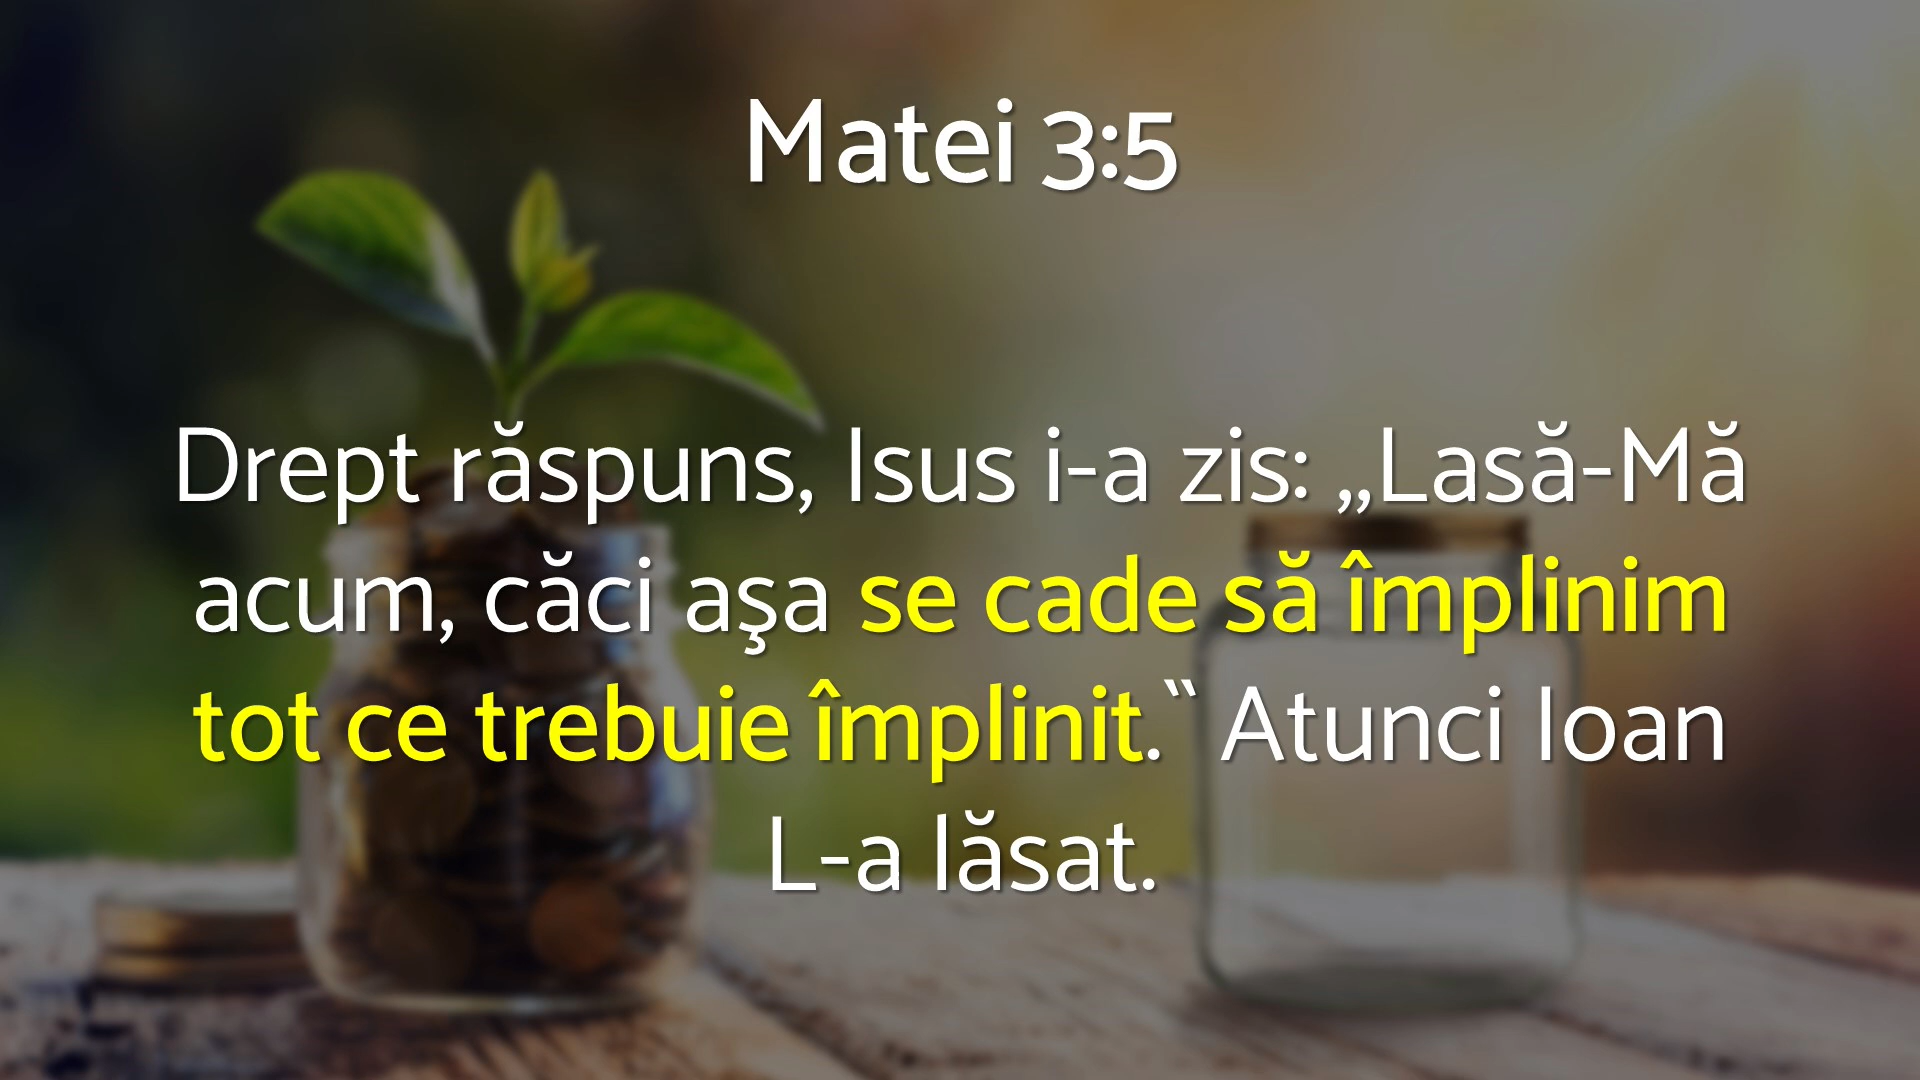 Matei 3:5
Drept răspuns, Isus i-a zis: „Lasă-Mă
acum, căci aşa se cade să împlinim
tot ce trebuie împlinit.‟ Atunci Ioan
L-a lăsat.